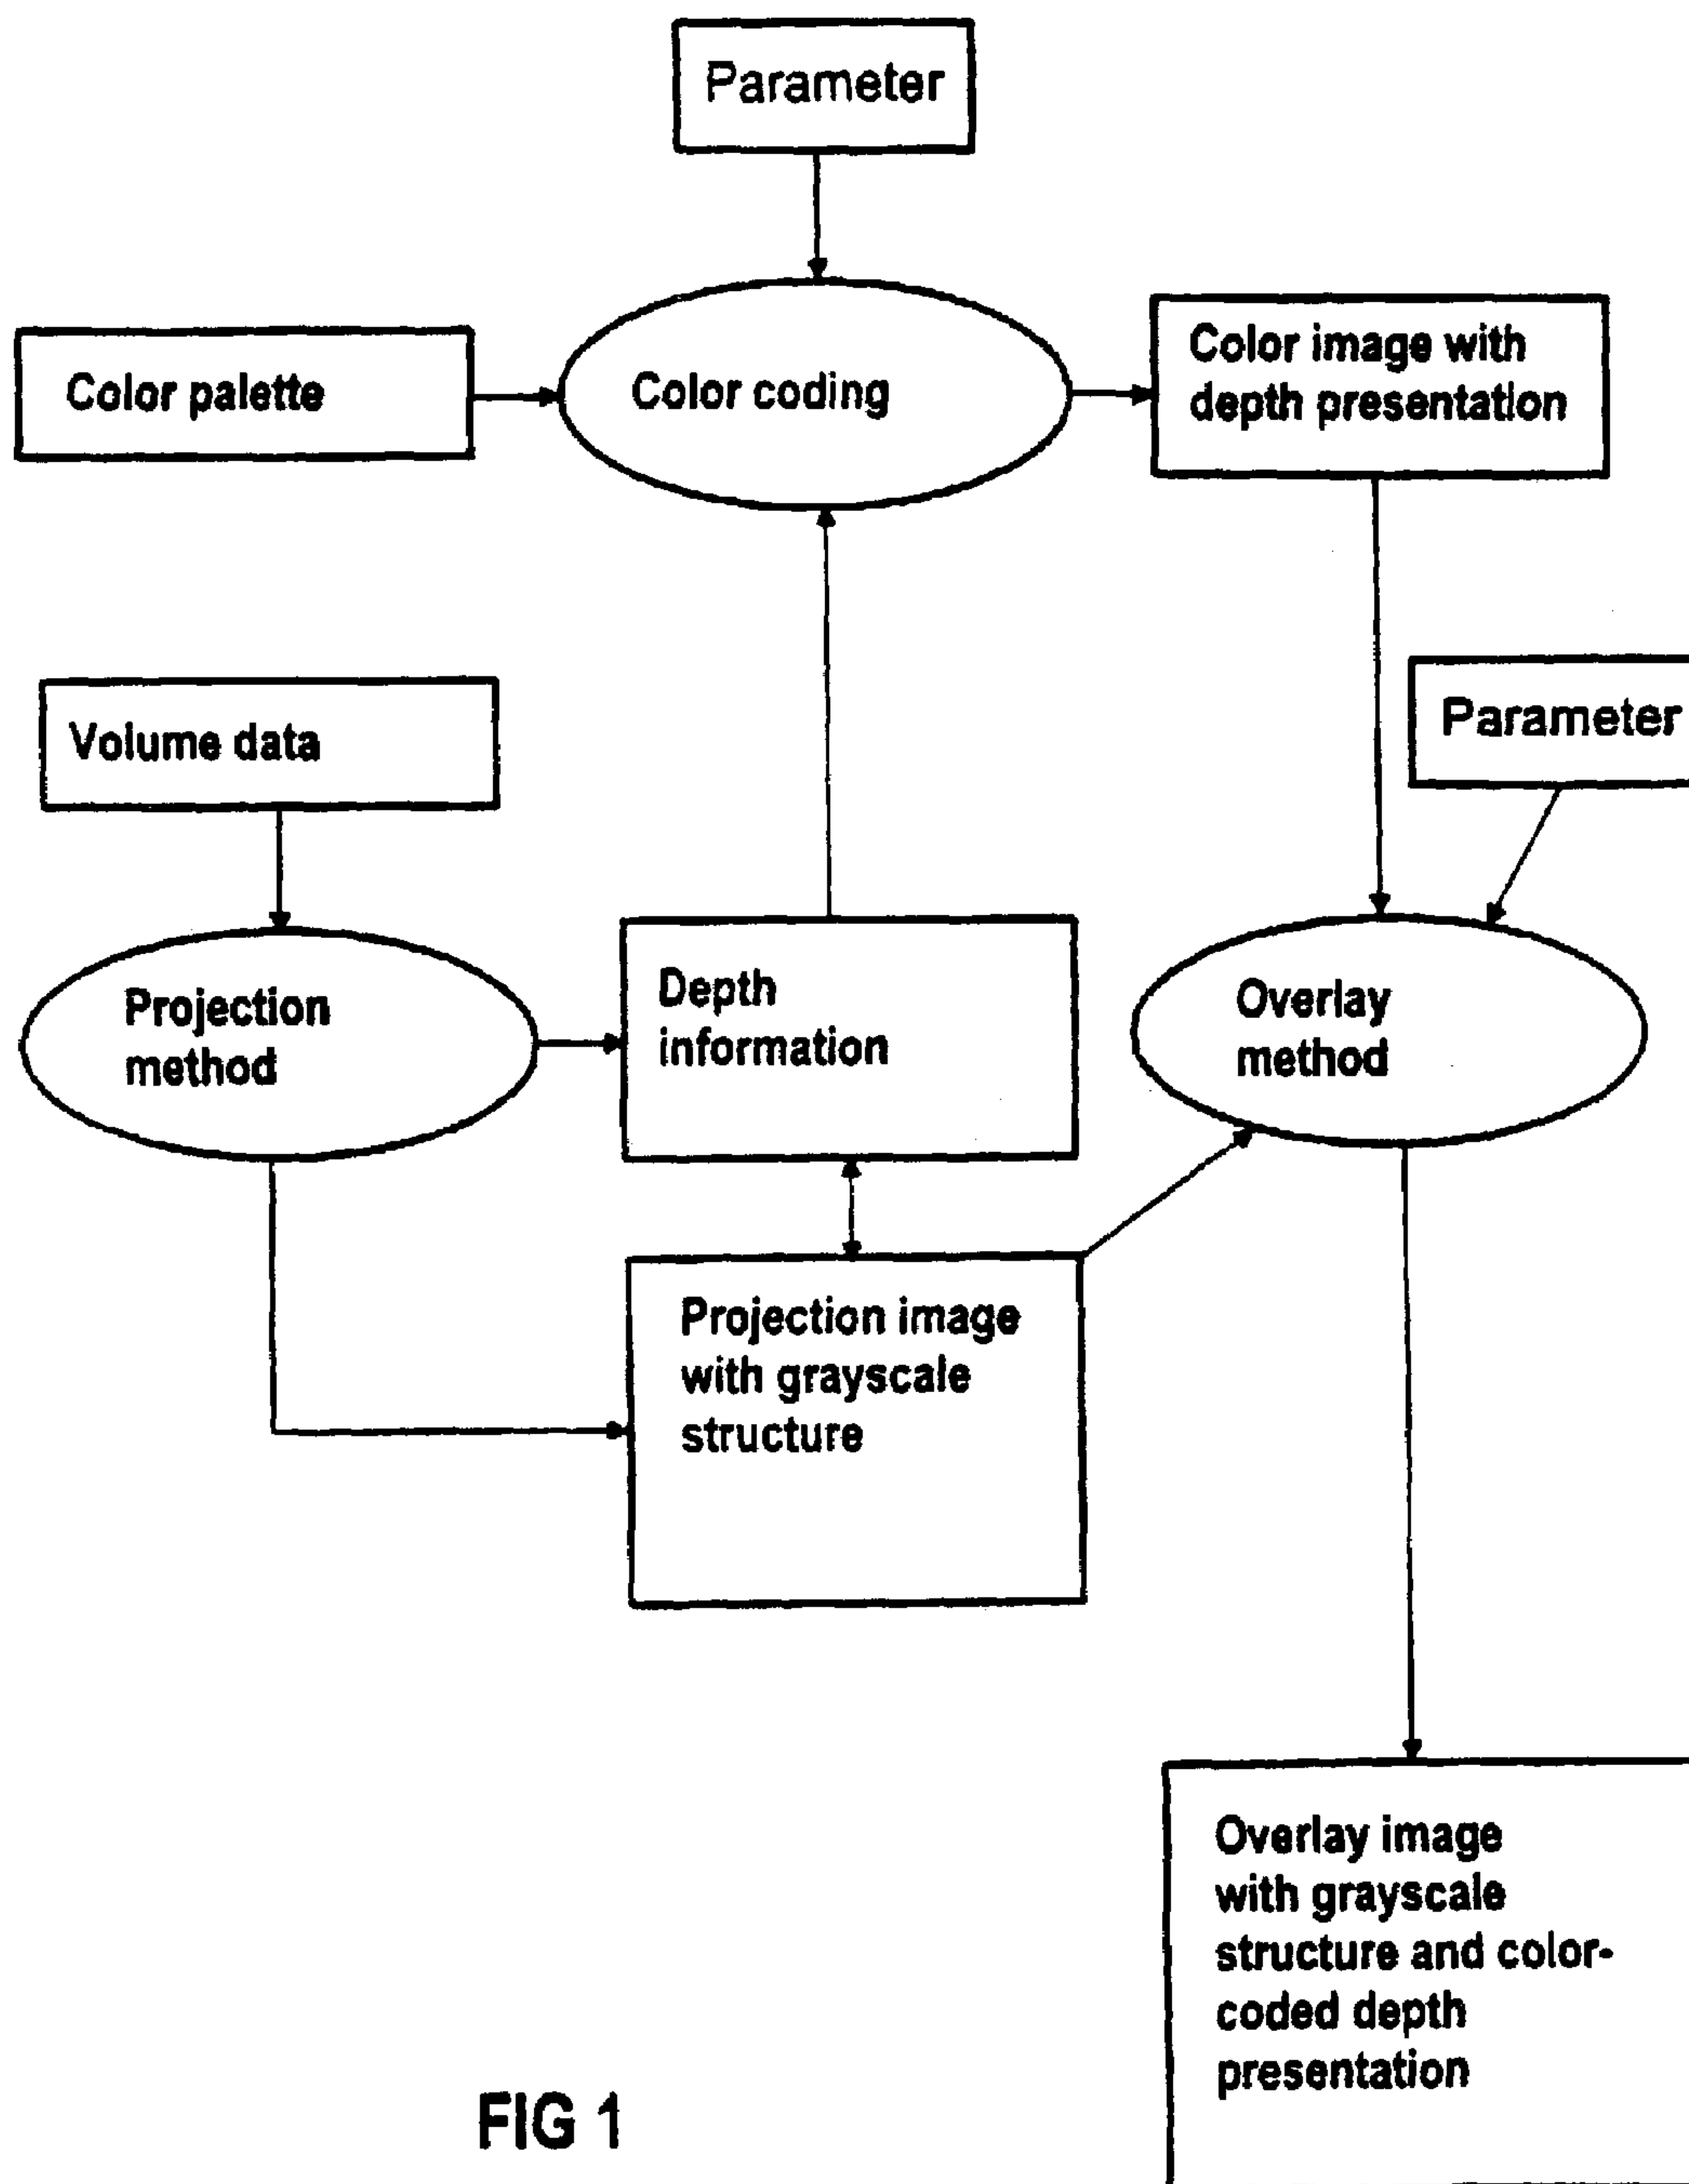 Parameter
Color palette
Color coding
Color image with
depth presentation
Volume data
Parameter
Projection
method
Depth
information
Overlay
method
Projection image
with grayscale
structure
Overlay image
with grayscale
structure and color-
coded depth
presentation
FIG 1